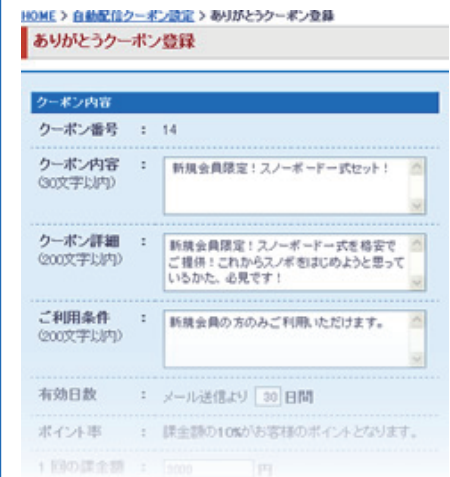 HOME > 自動配信クーポン設定 > ありがとうクーポン登録
ありがとうクーポン登録
クーポン内容
クーポン番号 : 14
クーポン内容 : 新規会員限定！スノーボード一式セット！
(30文字以内)
クーポン詳細 : 新規会員限定！スノーボード一式を格安で
(200文字以内) ご提供！これからスノボをはじめようと思って
いるかた、必見です！
ご利用条件 : 新規会員の方のみご利用いただけます。
(200文字以内)
有効日数 : メール送信より 30 日間
ポイント率 : 課金額の10%がお客様のポイントとなります。
1 回の課金額 : 3000 円